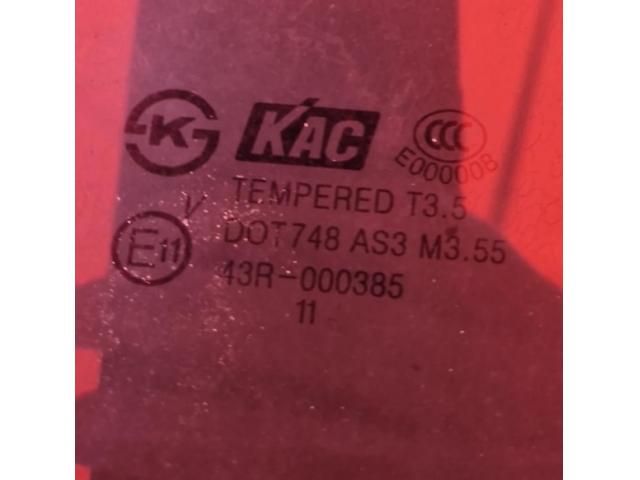 K KAC CCC
E000008
TEMPERED T3.5
V
E11 DOT748 AS3 M3.55
43R-000385
11